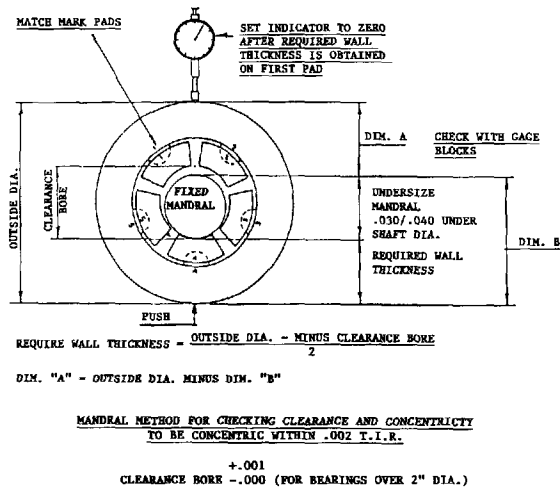 MATCH MARK PADS
SET INDICATOR TO ZERO
AFTER REQUIRED WALL
THICKNESS IS OBTAINED
ON FIRST PAD
OUTSIDE DIA.
CLEARANCE
BORE
FIXED
MANDRAL
DIM. A
CHECK WITH GAGE
BLOCKS
UNDERSIZE
MANDRAL
.030/.040 UNDER
SHAFT DIA.
REQUIRED WALL
THICKNESS
DIM. B
PUSH
REQUIRE WALL THICKNESS = OUTSIDE DIA. - MINUS CLEARANCE BORE
2
DIM. "A" - OUTSIDE DIA. MINUS DIM. "B"
MANDRAL METHOD FOR CHECKING CLEARANCE AND CONCENTRICTY
TO BE CONCENTRIC WITHIN .002 T.I.R.
+.001
CLEARANCE BORE -.000 (FOR BEARINGS OVER 2" DIA.)